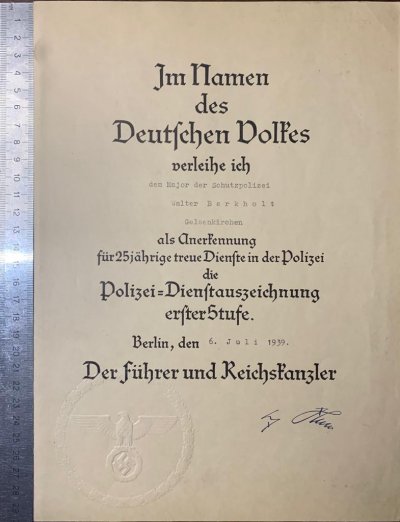 Im Namen
des
Deutschen Volkes
verleihe ich
dem Major der Schutzpolizei
Walter Barkholt
Gelsenkirchen
als Anerkennung
für 25jährige treue Dienste in der Polizei
die
Polizei=Dienstauszeichnung
erster Stufe.
Berlin, den 6. Juli 1939.
Der Führer und Reichskanzler